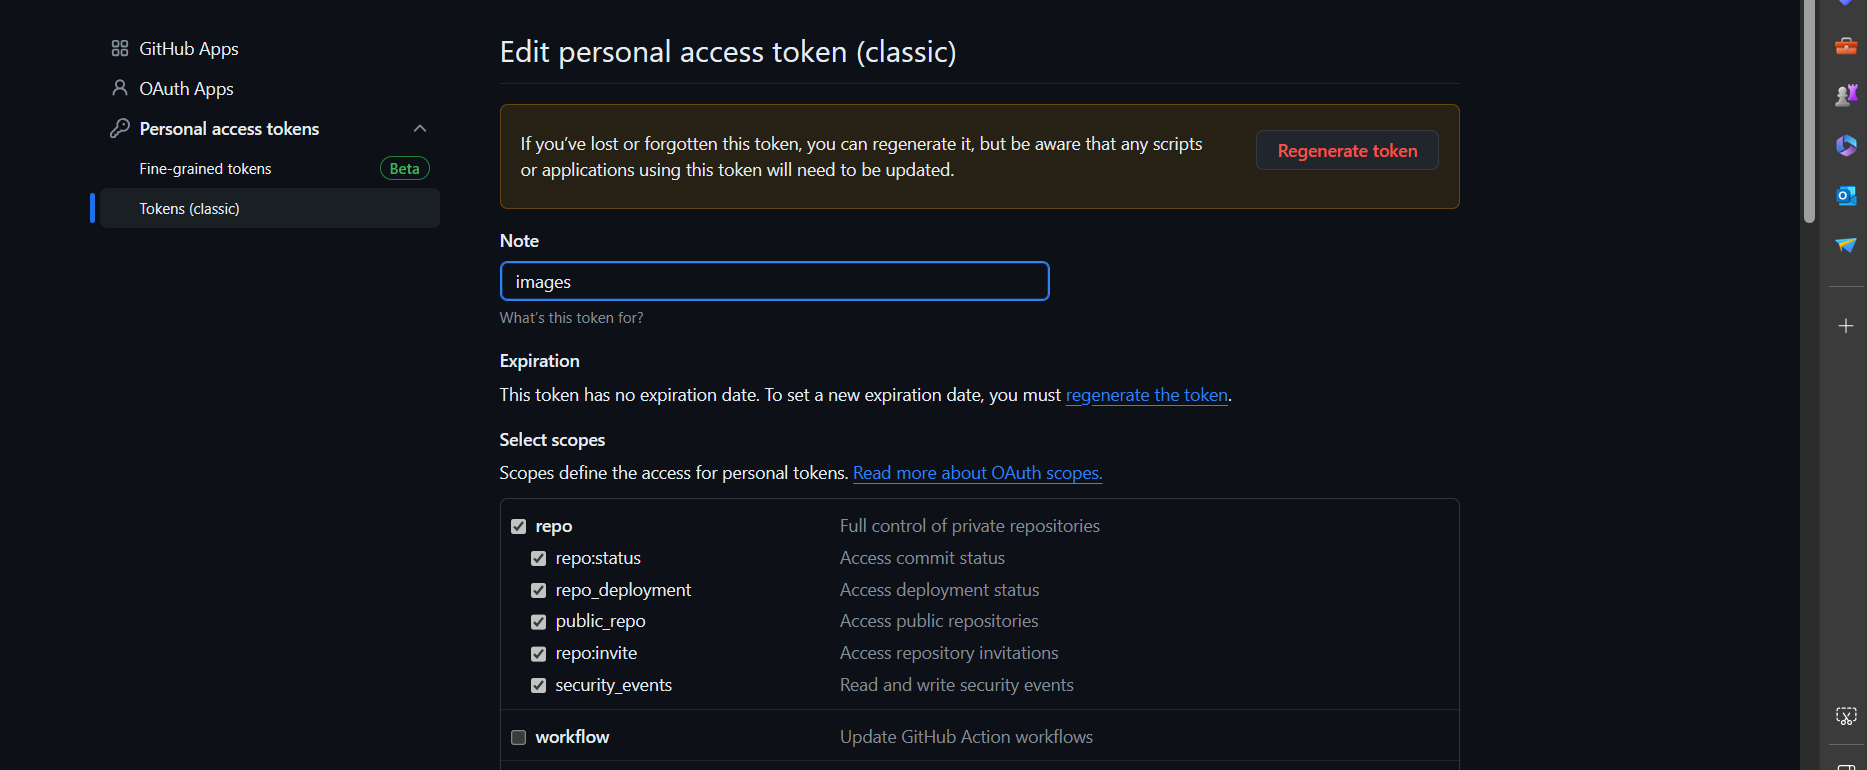 GitHub Apps
OAuth Apps
Personal access tokens
Fine-grained tokens
Beta
Tokens (classic)
Edit personal access token (classic)
If you’ve lost or forgotten this token, you can regenerate it, but be aware that any scripts
or applications using this token will need to be updated.
Regenerate token
Note
images
What’s this token for?
Expiration
This token has no expiration date. To set a new expiration date, you must regenerate the token.
Select scopes
Scopes define the access for personal tokens. Read more about OAuth scopes.
repo Full control of private repositories
repo:status Access commit status
repo_deployment Access deployment status
public_repo Access public repositories
repo:invite Access repository invitations
security_events Read and write security events
workflow Update GitHub Action workflows